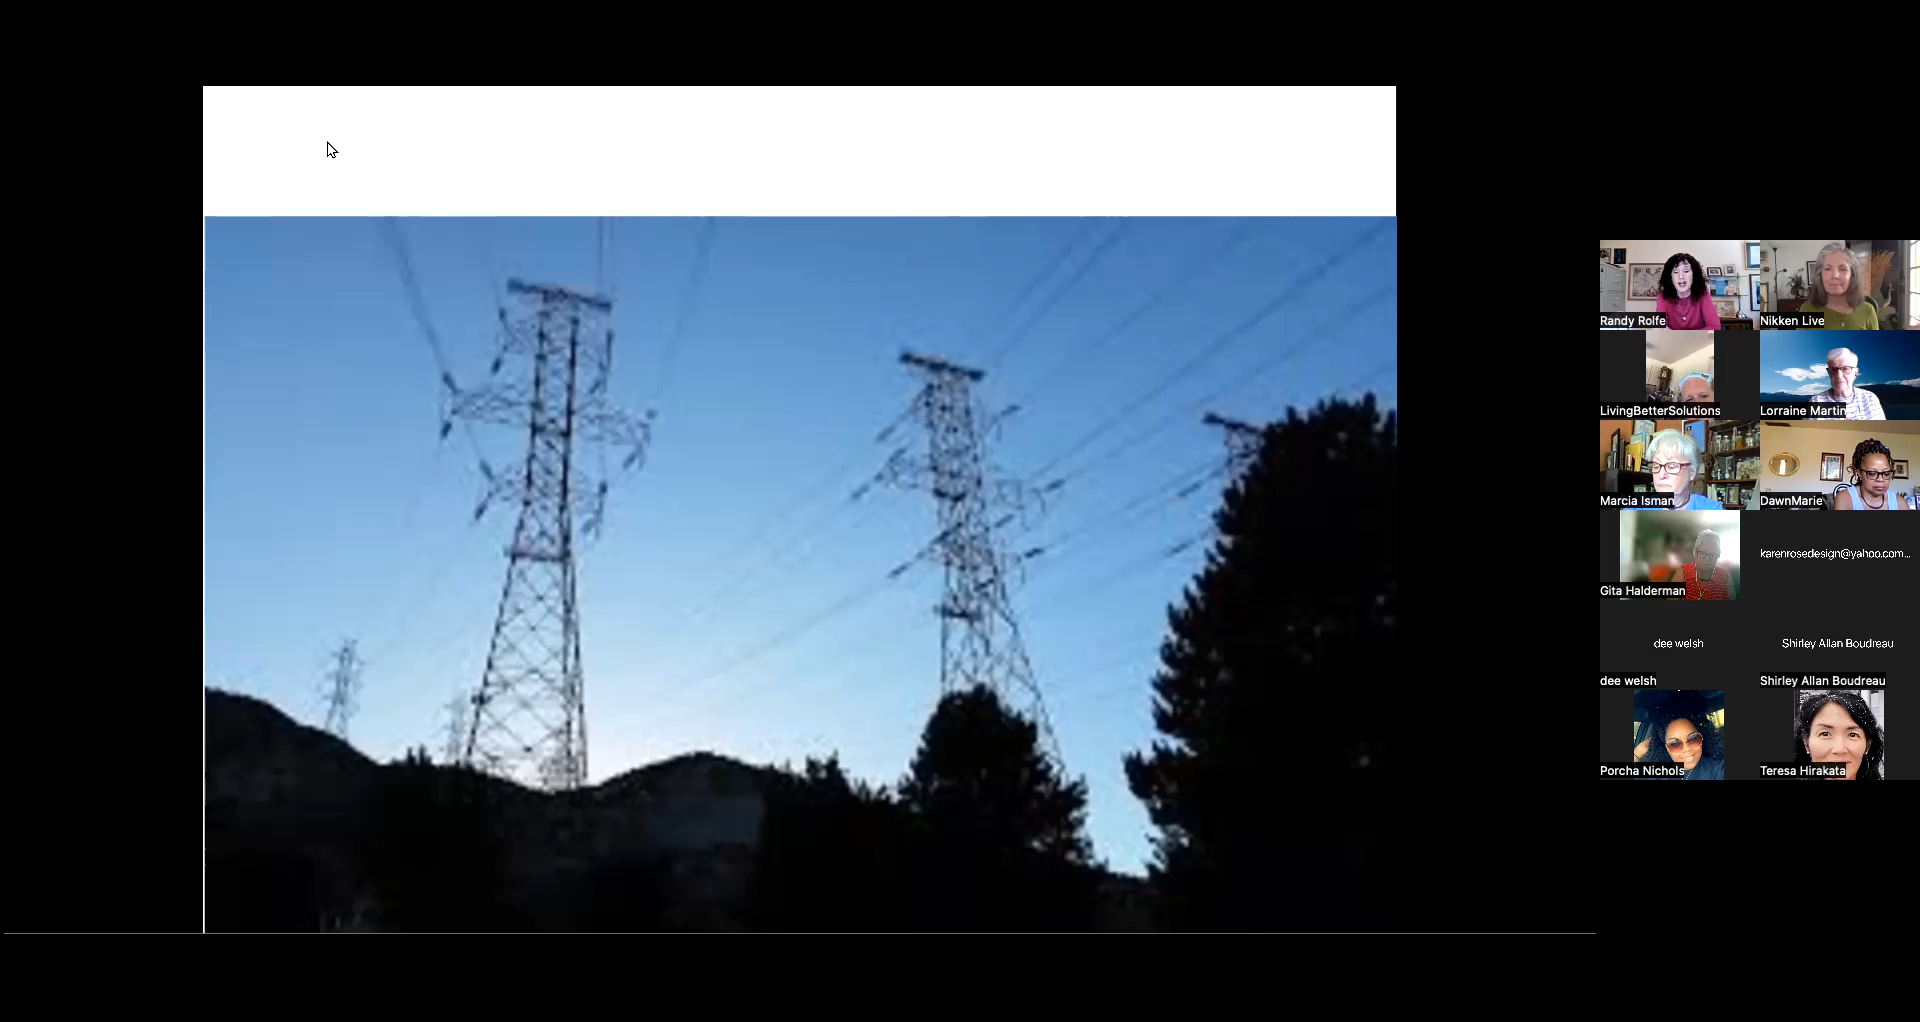 Randy Rolfe
Nikken Live
LivingBetterSolutions
Lorraine Martin
Marcia Isman
DawnMarie
Gita Halderman
karenrosedesign@yahoo.com...
dee welsh
Shirley Allan Boudreau
dee welsh
Shirley Allan Boudreau
Porcha Nichols
Teresa Hirakata